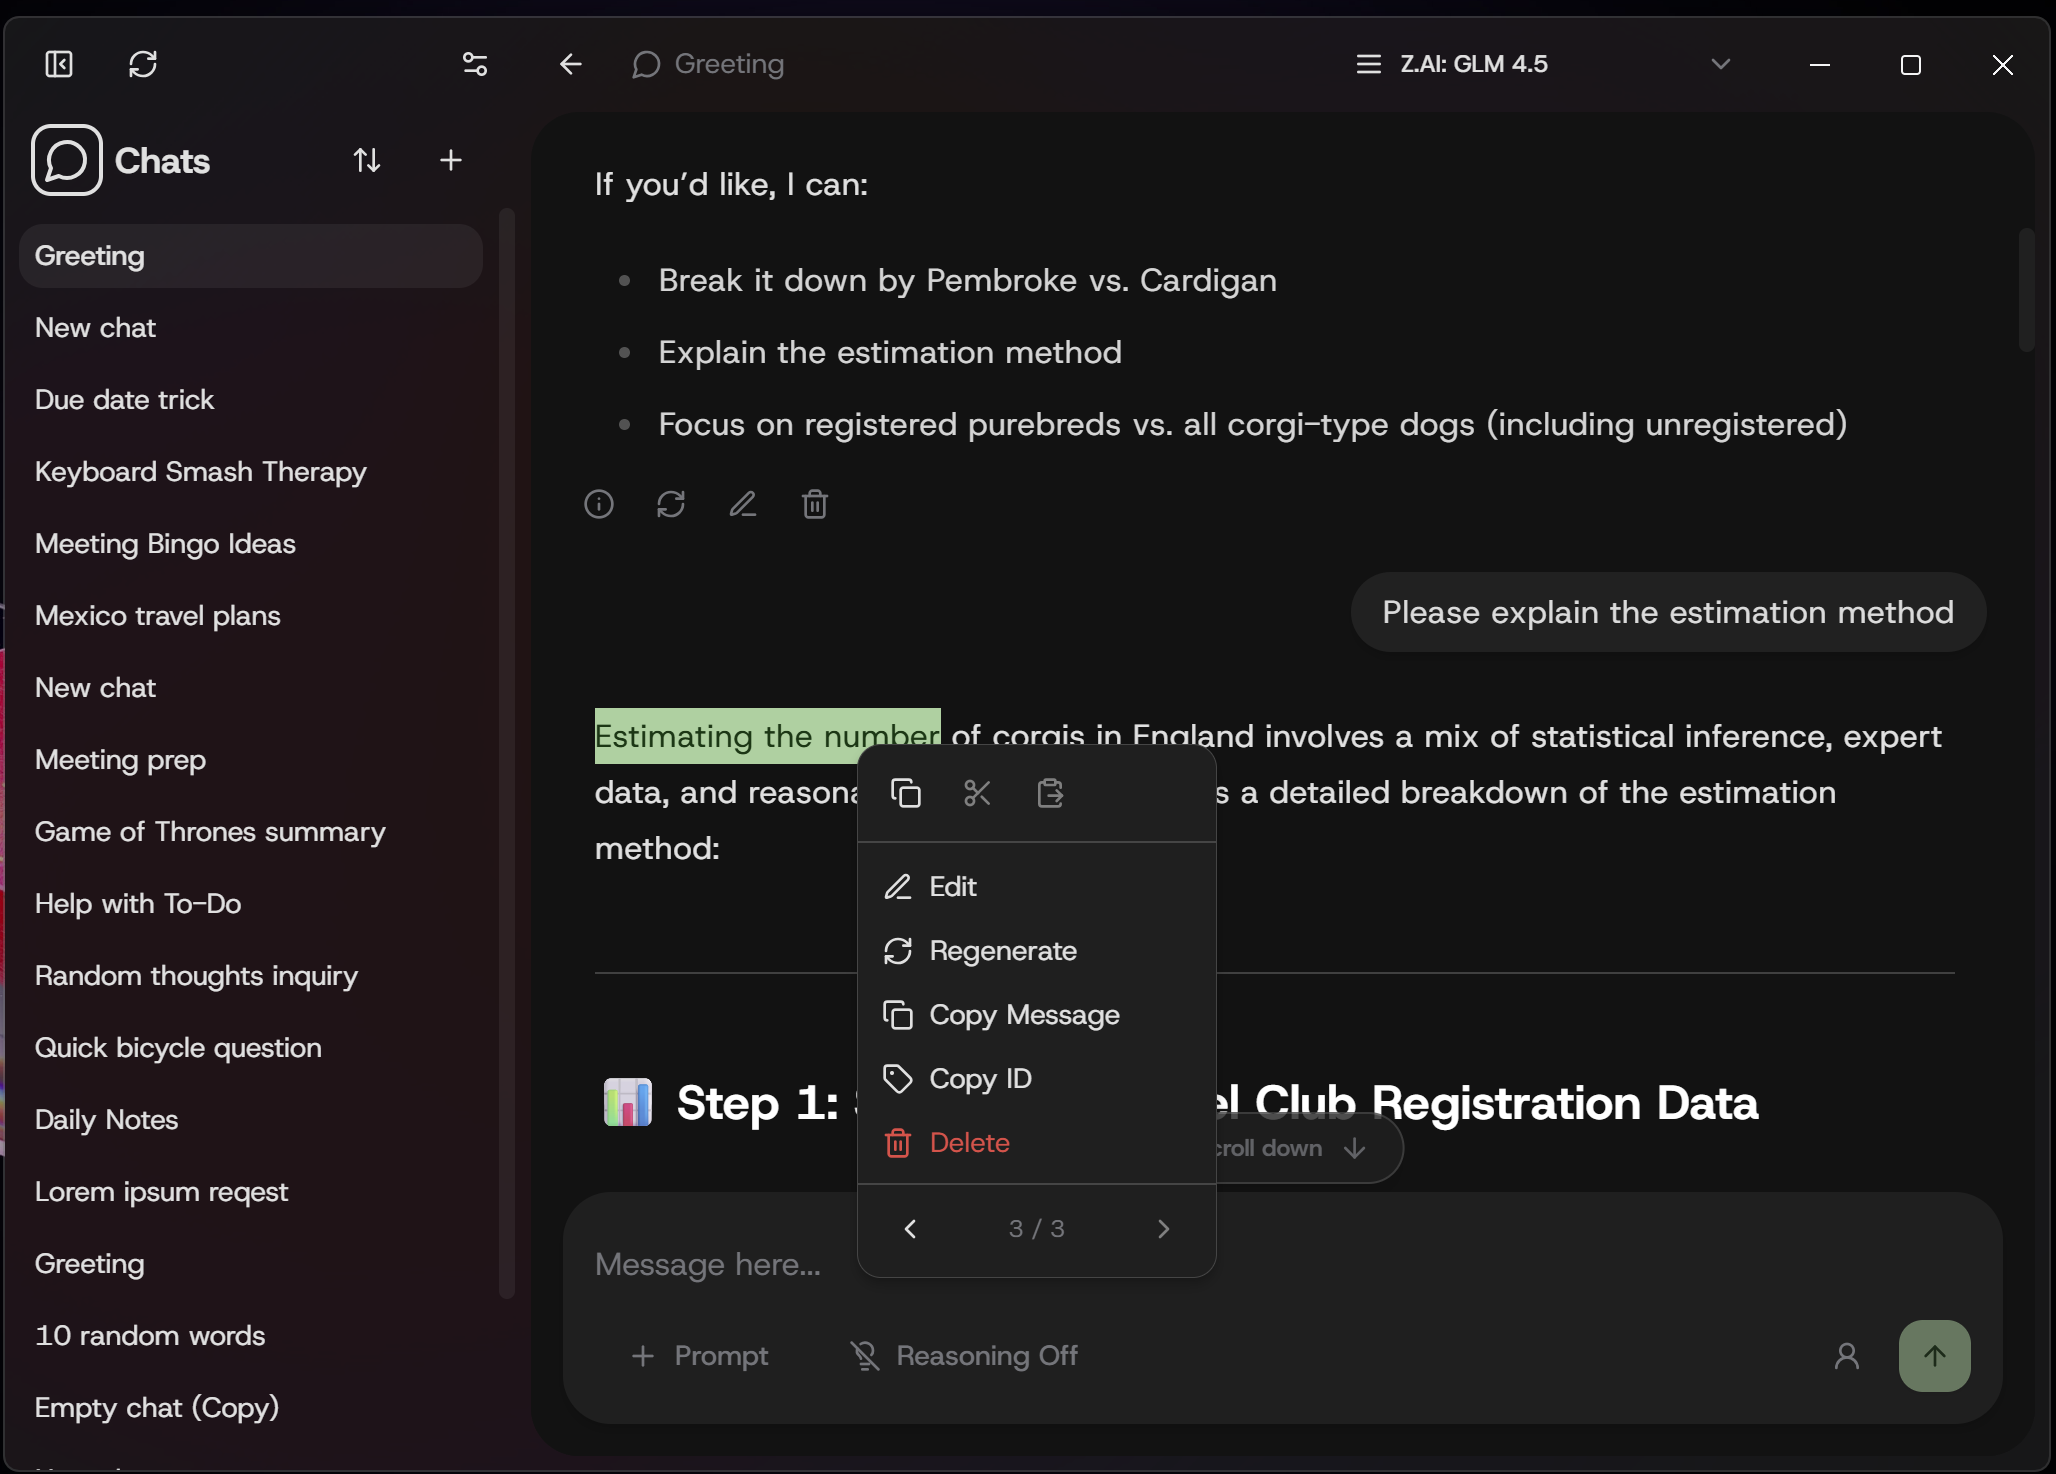 Greeting
Z.AI: GLM 4.5
Chats
Greeting
New chat
Due date trick
Keyboard Smash Therapy
Meeting Bingo Ideas
Mexico travel plans
New chat
Meeting prep
Game of Thrones summary
Help with To-Do
Random thoughts inquiry
Quick bicycle question
Daily Notes
Lorem ipsum reqest
Greeting
10 random words
Empty chat (Copy)
If you’d like, I can:
Break it down by Pembroke vs. Cardigan
Explain the estimation method
Focus on registered purebreds vs. all corgi-type dogs (including unregistered)
Please explain the estimation method
Estimating the number of corgis in England involves a mix of statistical inference, expert
data, and a detailed breakdown of the estimation
method:
Step 1: Club Registration Data
down
Edit
Regenerate
Copy Message
Copy ID
Delete
3 / 3
Message here...
Prompt
Reasoning Off